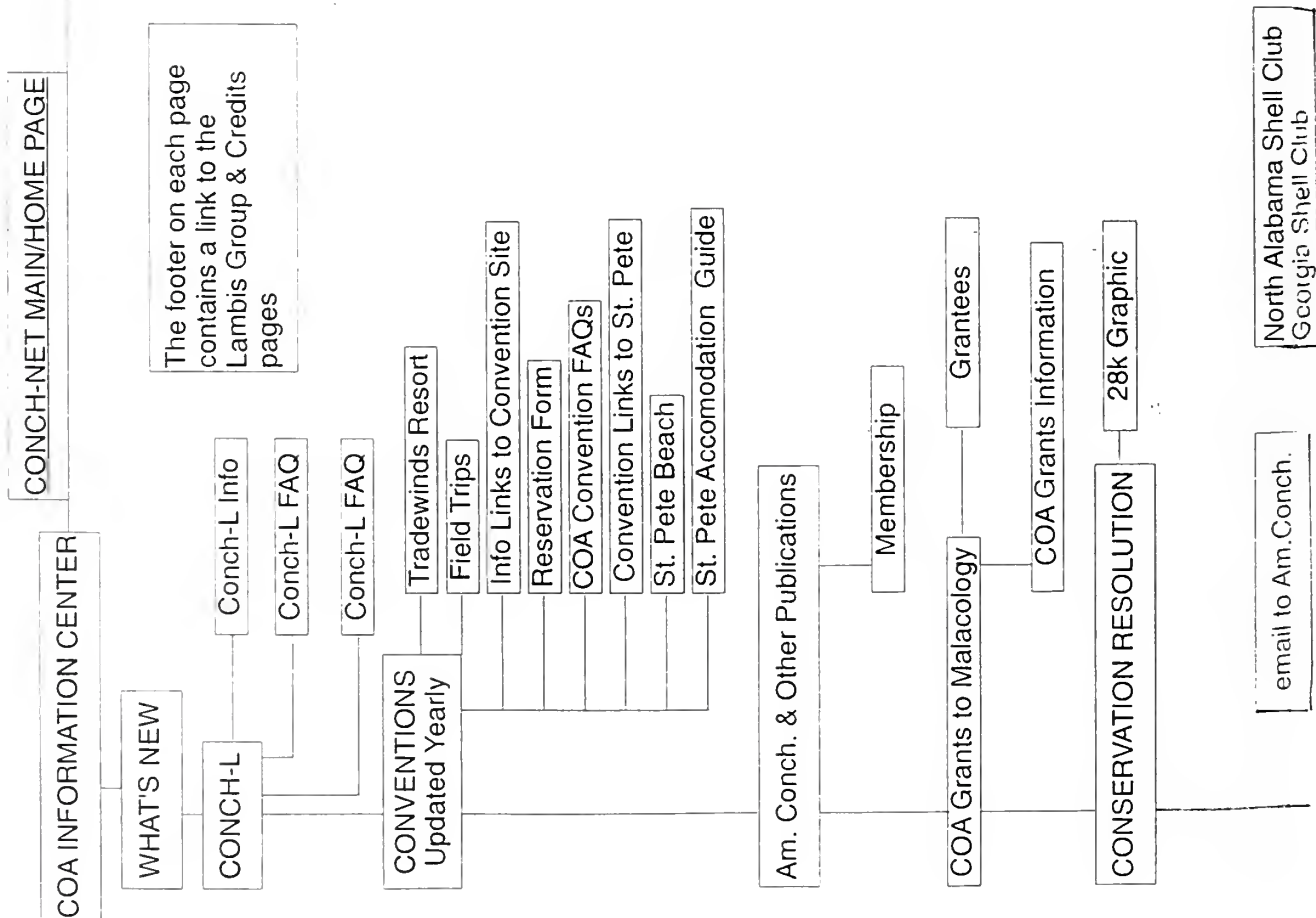 CONCH-NET MAIN/HOME PAGE
COA INFORMATION CENTER
The footer on each page
contains a link to the
Lambis Group & Credits
pages
WHAT'S NEW
CONCH-L
Conch-L Info
Conch-L FAQ
Conch-L FAQ
CONVENTIONS
Updated Yearly
Tradewinds Resort
Field Trips
Info Links to Convention Site
Reservation Form
COA Convention FAQs
Convention Links to St. Pete
St. Pete Beach
St. Pete Accomodation Guide
Am. Conch. & Other Publications
Membership
COA Grants to Malacology
Grantees
COA Grants Information
CONSERVATION RESOLUTION
28k Graphic
email to Am.Conch.
North Alabama Shell Club
Georgia Shell Club